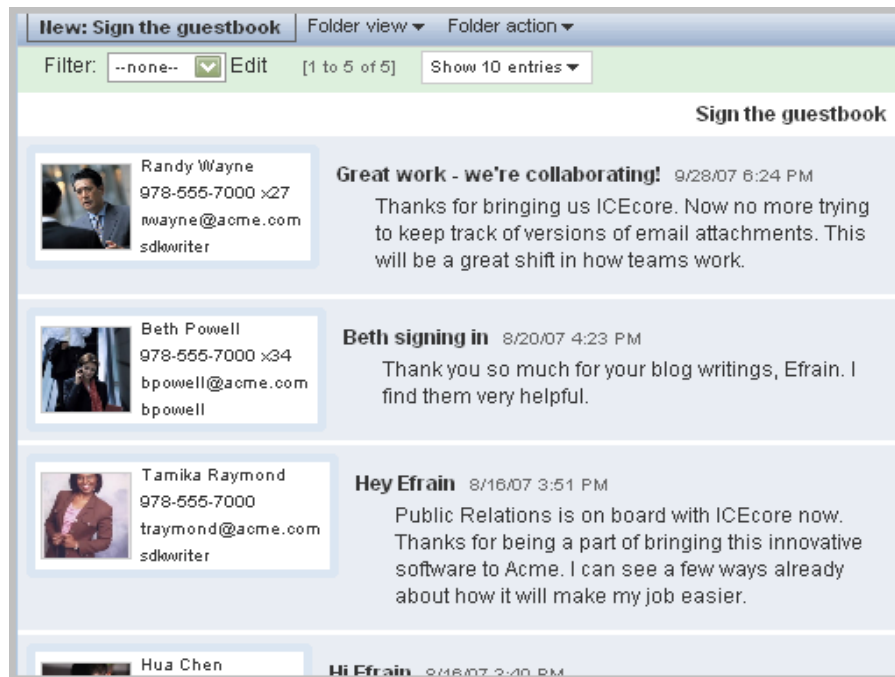 New: Sign the guestbook Folder view Folder action
Filter: --none-- Edit [1 to 5 of 5] Show 10 entries
Sign the guestbook
Randy Wayne
978-555-7000 x27
rwayne@acme.com
sdkwriter
Great work - we're collaborating! 9/28/07 6:24 PM
Thanks for bringing us ICEcore. Now no more trying
to keep track of versions of email attachments. This
will be a great shift in how teams work.
Beth Powell
978-555-7000 x34
bpowell@acme.com
bpowell
Beth signing in 8/20/07 4:23 PM
Thank you so much for your blog writings, Efrain. I
find them very helpful.
Tamika Raymond
978-555-7000
traymond@acme.com
sdkwriter
Hey Efrain 8/16/07 3:51 PM
Public Relations is on board with ICEcore now.
Thanks for being a part of bringing this innovative
software to Acme. I can see a few ways already
about how it will make my job easier.
Hua Chen
Hi Efrain 8/16/07 3:40 PM